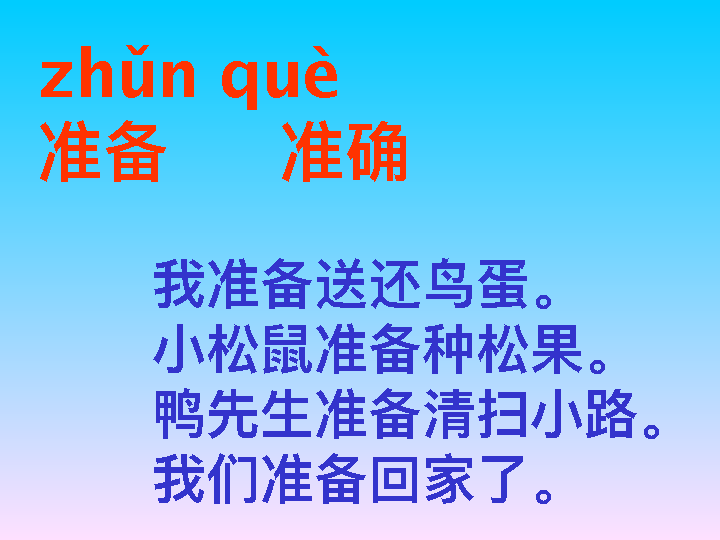 zhǔn què
准备 准确
我准备送还鸟蛋。
小松鼠准备种松果。
鸭先生准备清扫小路。
我们准备回家了。